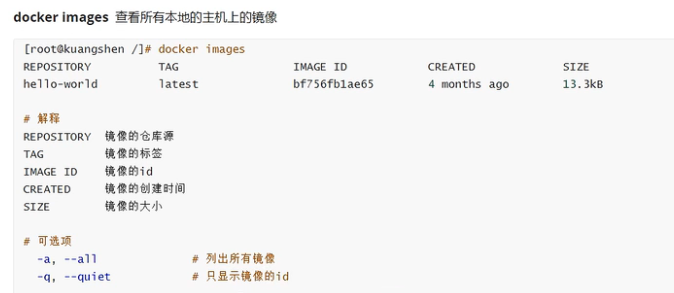 docker images 查看所有本地的主机上的镜像
[root@kuangshen /]# docker images
REPOSITORY TAG IMAGE ID CREATED SIZE
hello-world latest bf756fb1ae65 4 months ago 13.3kB
# 解释
REPOSITORY 镜像的仓库源
TAG 镜像的标签
IMAGE ID 镜像的id
CREATED 镜像的创建时间
SIZE 镜像的大小
# 可选项
-a, --all # 列出所有镜像
-q, --quiet # 只显示镜像的id